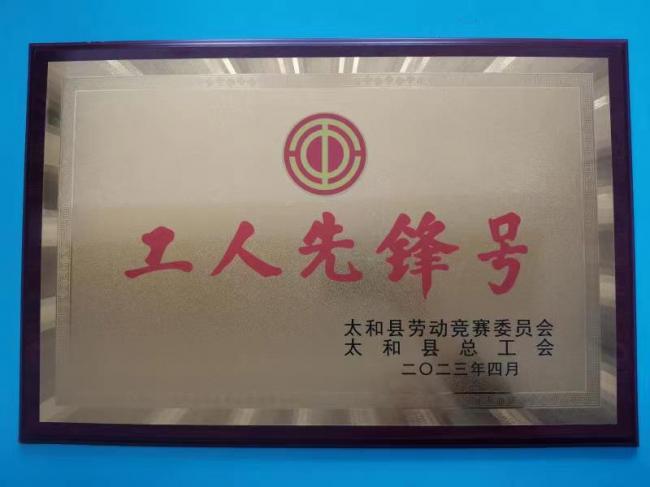 工人先锋号
太和县劳动竞赛委员会
太和县总工会
二〇二三年四月